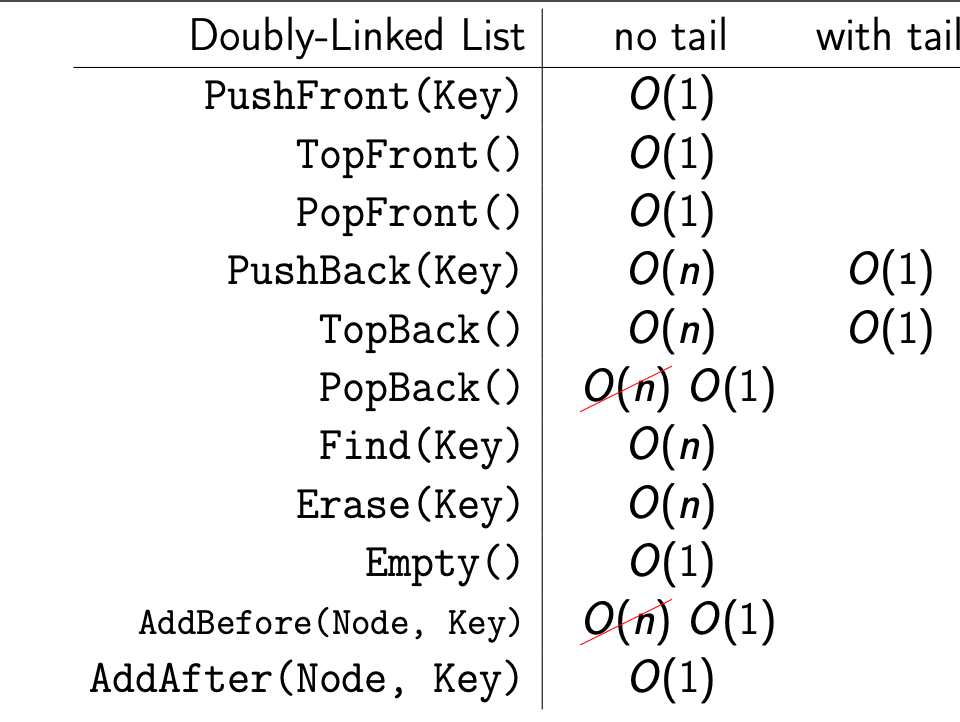 Doubly-Linked List no tail with tail
PushFront(Key) O(1)
TopFront() O(1)
PopFront() O(1)
PushBack(Key) O(n) O(1)
TopBack() O(n) O(1)
PopBack() O(n) O(1)
Find(Key) O(n)
Erase(Key) O(n)
Empty() O(1)
AddBefore(Node, Key) O(n) O(1)
AddAfter(Node, Key) O(1)